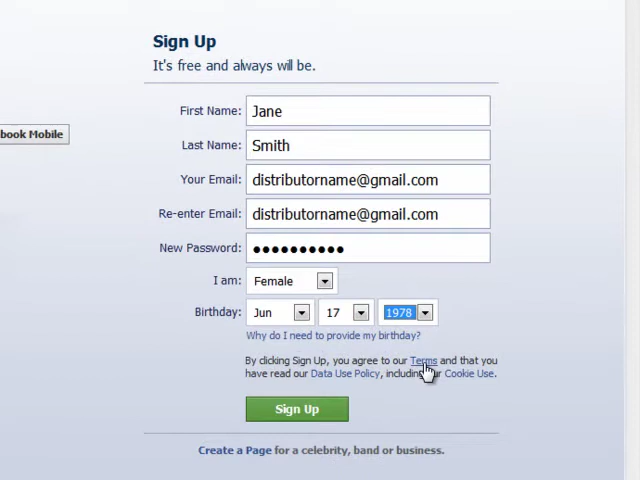 Sign Up
It's free and always will be.
First Name: Jane
book Mobile
Last Name: Smith
Your Email: distributorname@gmail.com
Re-enter Email: distributorname@gmail.com
New Password: ●●●●●●●●●●
I am: Female
Birthday: Jun 17 1978
Why do I need to provide my birthday?
By clicking Sign Up, you agree to our Terms and that you
have read our Data Use Policy, including Cookie Use.
Sign Up
Create a Page for a celebrity, band or business.